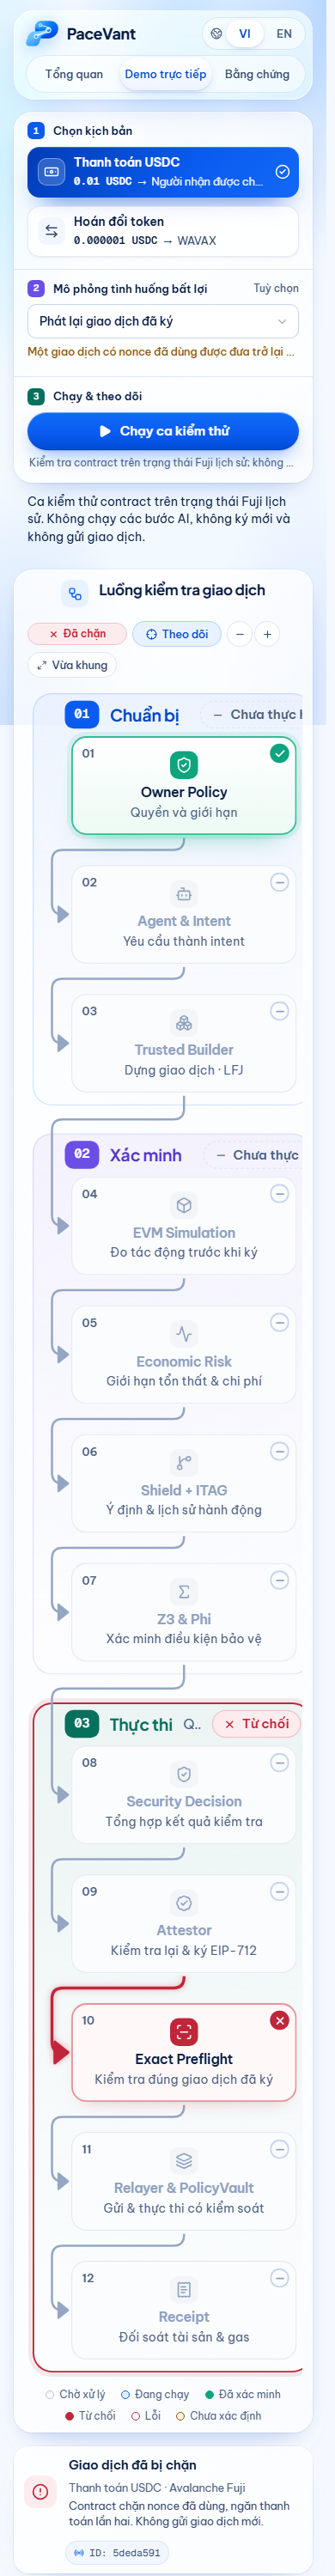 PaceVant
VI
EN
Tổng quan
Demo trực tiếp
Bằng chứng
1 Chọn kịch bản
Thanh toán USDC
0.01 USDC → Người nhận được ch...
Hoán đổi token
0.000001 USDC → WAVAX
2 Mô phỏng tình huống bất lợi
Tuỳ chọn
Phát lại giao dịch đã ký
Một giao dịch có nonce đã dùng được đưa trở lại ...
3 Chạy & theo dõi
Chạy ca kiểm thử
Kiểm tra contract trên trạng thái Fuji lịch sử; không ...
Ca kiểm thử contract trên trạng thái Fuji lịch
sử. Không chạy các bước AI, không ký mới và
không gửi giao dịch.
Luồng kiểm tra giao dịch
Đã chặn
Theo dõi
Vừa khung
01 Chuẩn bị
Chưa thực h
01
Owner Policy
Quyền và giới hạn
02
Agent & Intent
Yêu cầu thành intent
03
Trusted Builder
Dựng giao dịch · LFJ
02 Xác minh
Chưa thực
04
EVM Simulation
Đo tác động trước khi ký
05
Economic Risk
Giới hạn tổn thất & chi phí
06
Shield + ITAG
Ý định & lịch sử hành động
07
Z3 & Phi
Xác minh điều kiện bảo vệ
03 Thực thi Q..
Từ chối
08
Security Decision
Tổng hợp kết quả kiểm tra
09
Attestor
Kiểm tra lại & ký EIP-712
10
Exact Preflight
Kiểm tra đúng giao dịch đã ký
11
Relayer & PolicyVault
Gửi & thực thi có kiểm soát
12
Receipt
Đối soát tài sản & gas
Chờ xử lý
Đang chạy
Đã xác minh
Từ chối
Lỗi
Chưa xác định
Giao dịch đã bị chặn
Thanh toán USDC · Avalanche Fuji
Contract chặn nonce đã dùng, ngăn thanh
toán lần hai. Không gửi giao dịch mới.
ID: 5deda591